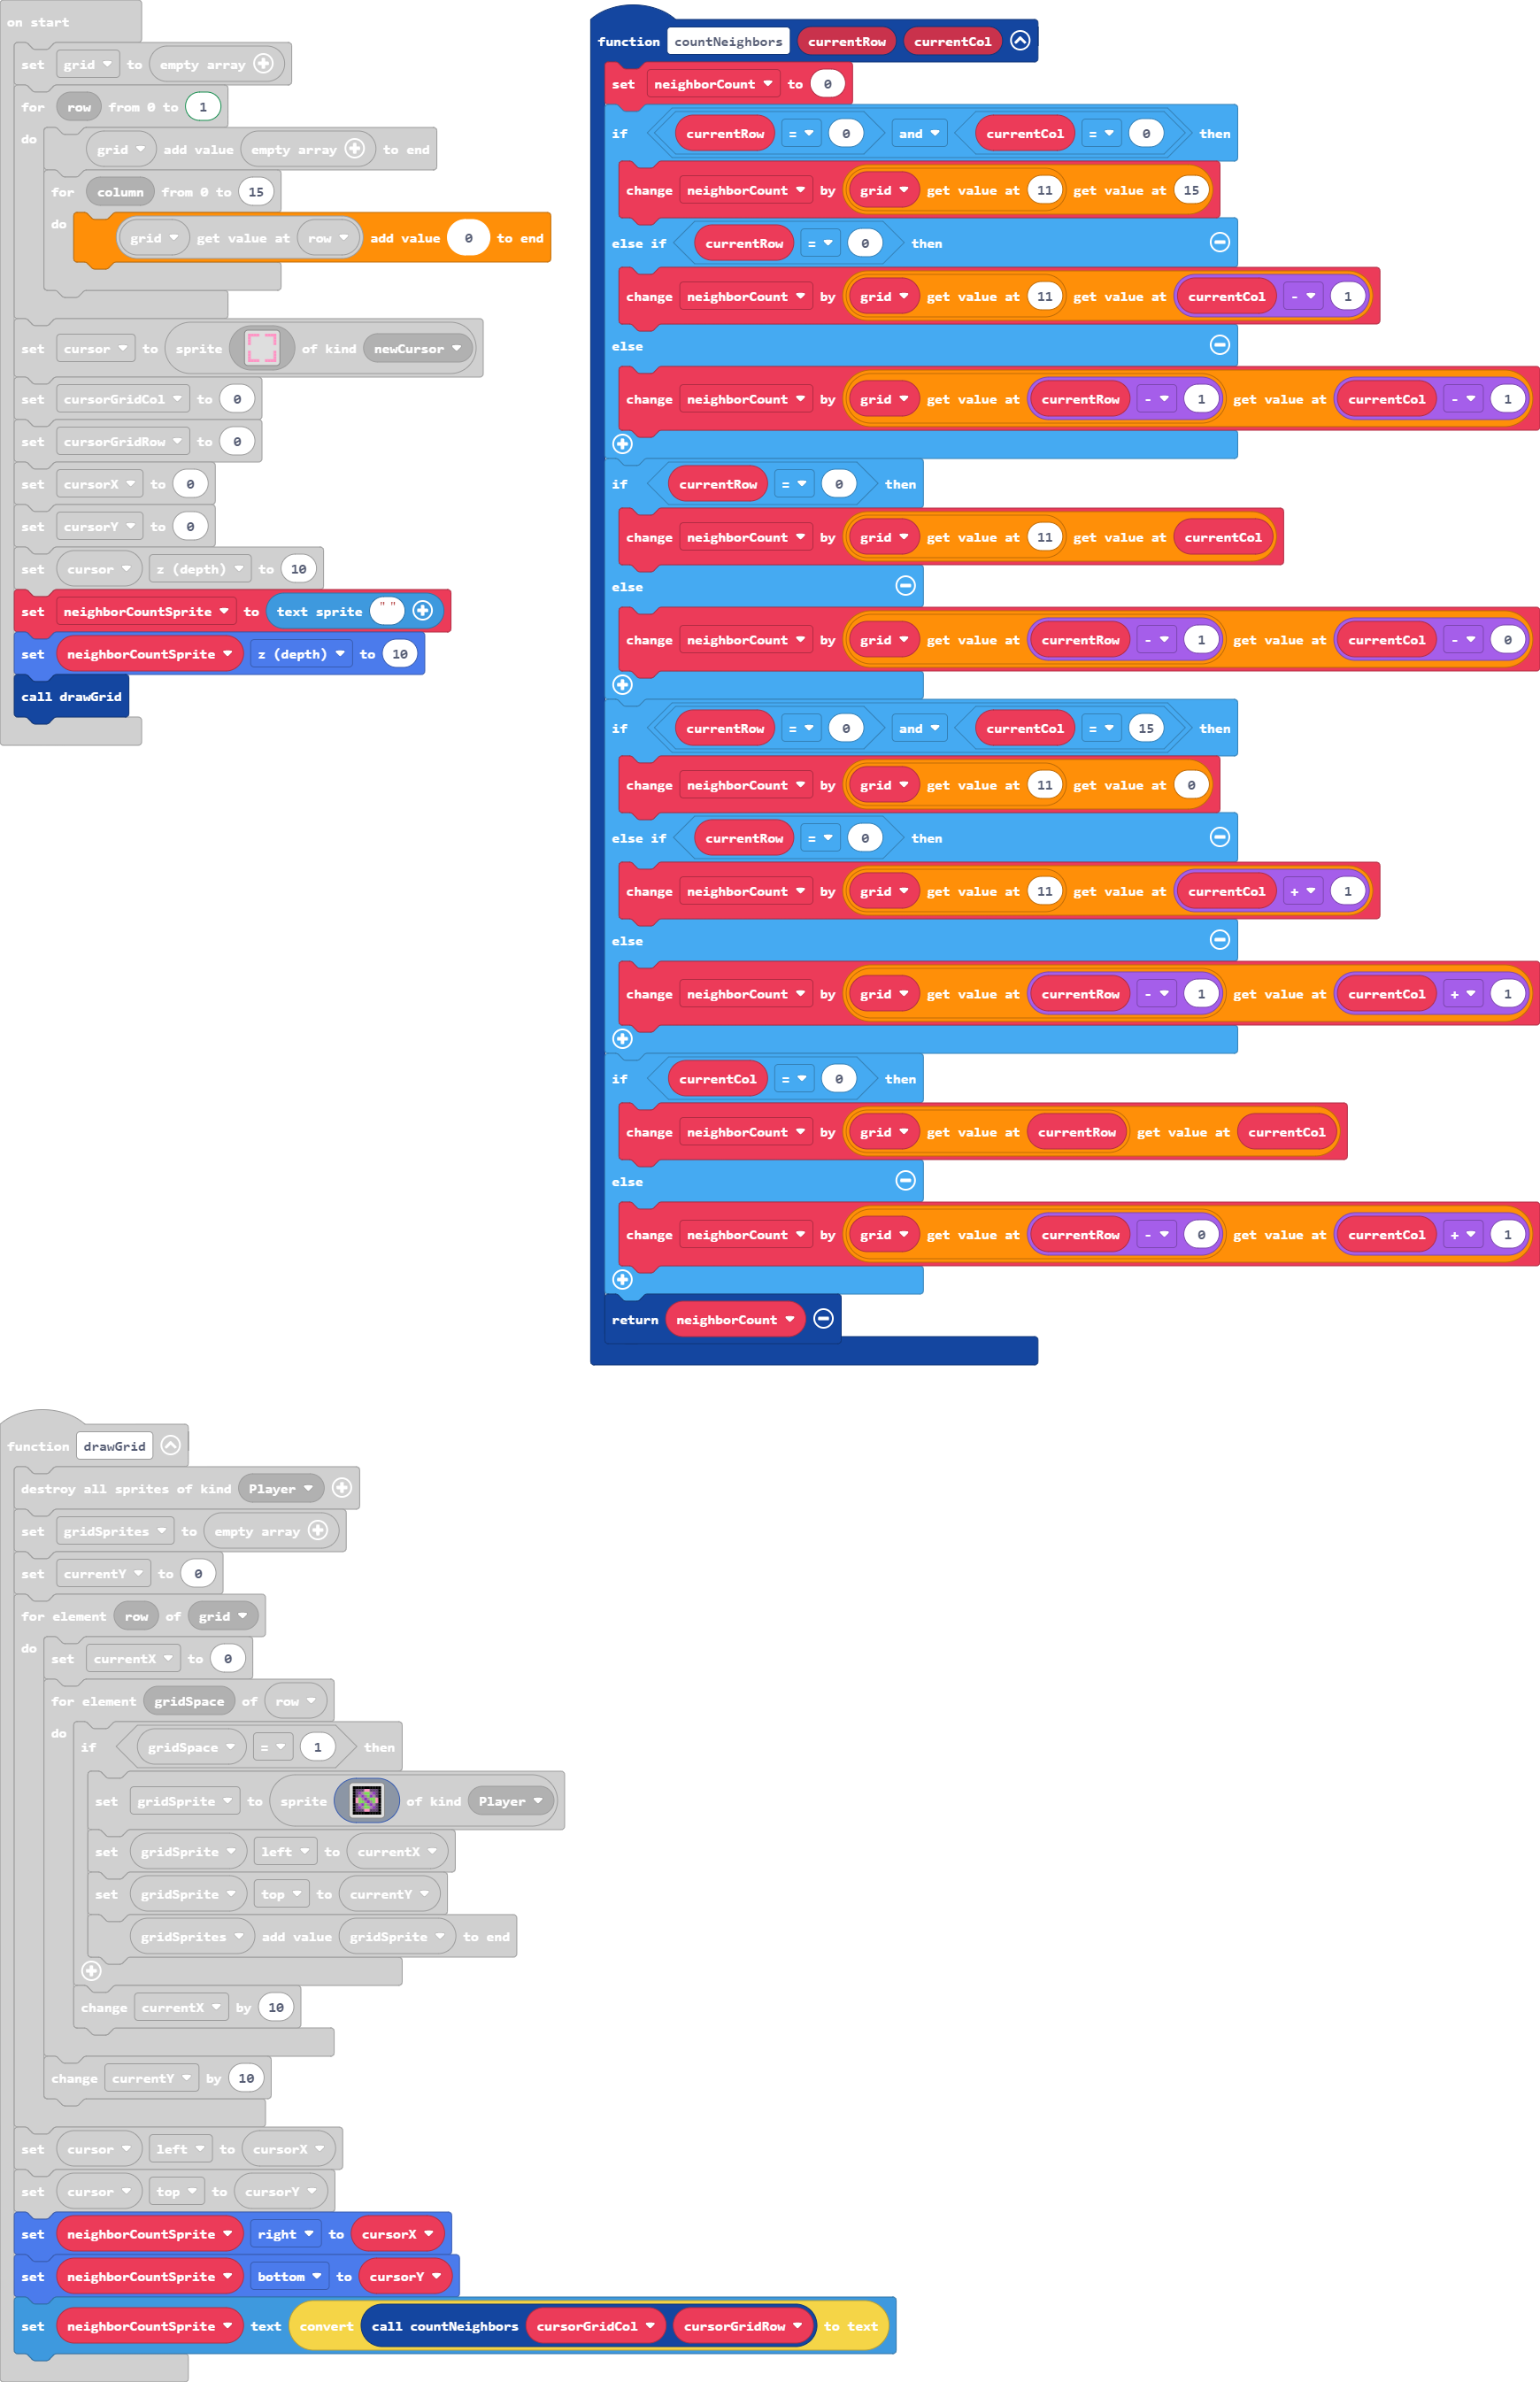 on start
set grid to empty array
for row from 0 to 1
do grid add value empty array to end
for column from 0 to 15
do grid get value at row add value 0 to end
set cursor to sprite of kind newCursor
set cursorGridCol to 0
set cursorGridRow to 0
set cursorX to 0
set cursorY to 0
set cursor z (depth) to 10
set neighborCountSprite to text sprite " "
set neighborCountSprite z (depth) to 10
call drawGrid
function countNeighbors currentRow currentCol
set neighborCount to 0
if currentRow = 0 and currentCol = 0 then
change neighborCount by grid get value at 11 get value at 15
else if currentRow = 0 then
change neighborCount by grid get value at 11 get value at currentCol - 1
else
change neighborCount by grid get value at currentRow - 1 get value at currentCol - 1
if currentRow = 0 then
change neighborCount by grid get value at 11 get value at currentCol
else
change neighborCount by grid get value at currentRow - 1 get value at currentCol - 0
if currentRow = 0 and currentCol = 15 then
change neighborCount by grid get value at 11 get value at 0
else if currentRow = 0 then
change neighborCount by grid get value at 11 get value at currentCol + 1
else
change neighborCount by grid get value at currentRow - 1 get value at currentCol + 1
if currentCol = 0 then
change neighborCount by grid get value at currentRow get value at currentCol
else
change neighborCount by grid get value at currentRow - 0 get value at currentCol + 1
return neighborCount
function drawGrid
destroy all sprites of kind Player
set gridSprites to empty array
set currentY to 0
for element row of grid
do set currentX to 0
for element gridSpace of row
do if gridSpace = 1 then
set gridSprite to sprite of kind Player
set gridSprite left to currentX
set gridSprite top to currentY
gridSprites add value gridSprite to end
change currentX by 10
change currentY by 10
set cursor left to cursorX
set cursor top to cursorY
set neighborCountSprite right to cursorX
set neighborCountSprite bottom to cursorY
set neighborCountSprite text convert call countNeighbors cursorGridCol cursorGridRow to text